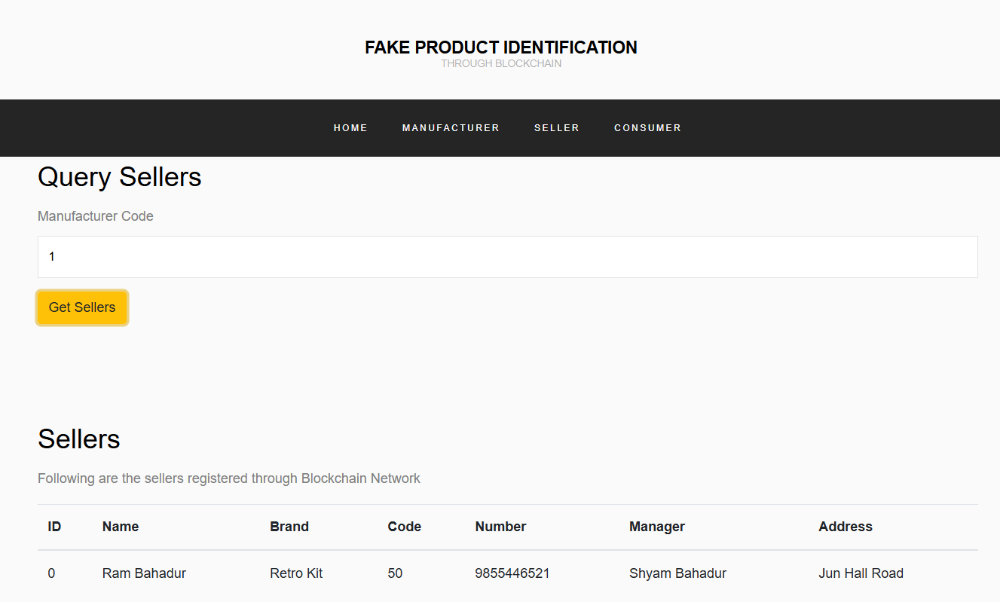 FAKE PRODUCT IDENTIFICATION
THROUGH BLOCKCHAIN
HOME MANUFACTURER SELLER CONSUMER
Query Sellers
Manufacturer Code
1
Get Sellers
Sellers
Following are the sellers registered through Blockchain Network
ID Name Brand Code Number Manager Address
0 Ram Bahadur Retro Kit 50 9855446521 Shyam Bahadur Jun Hall Road